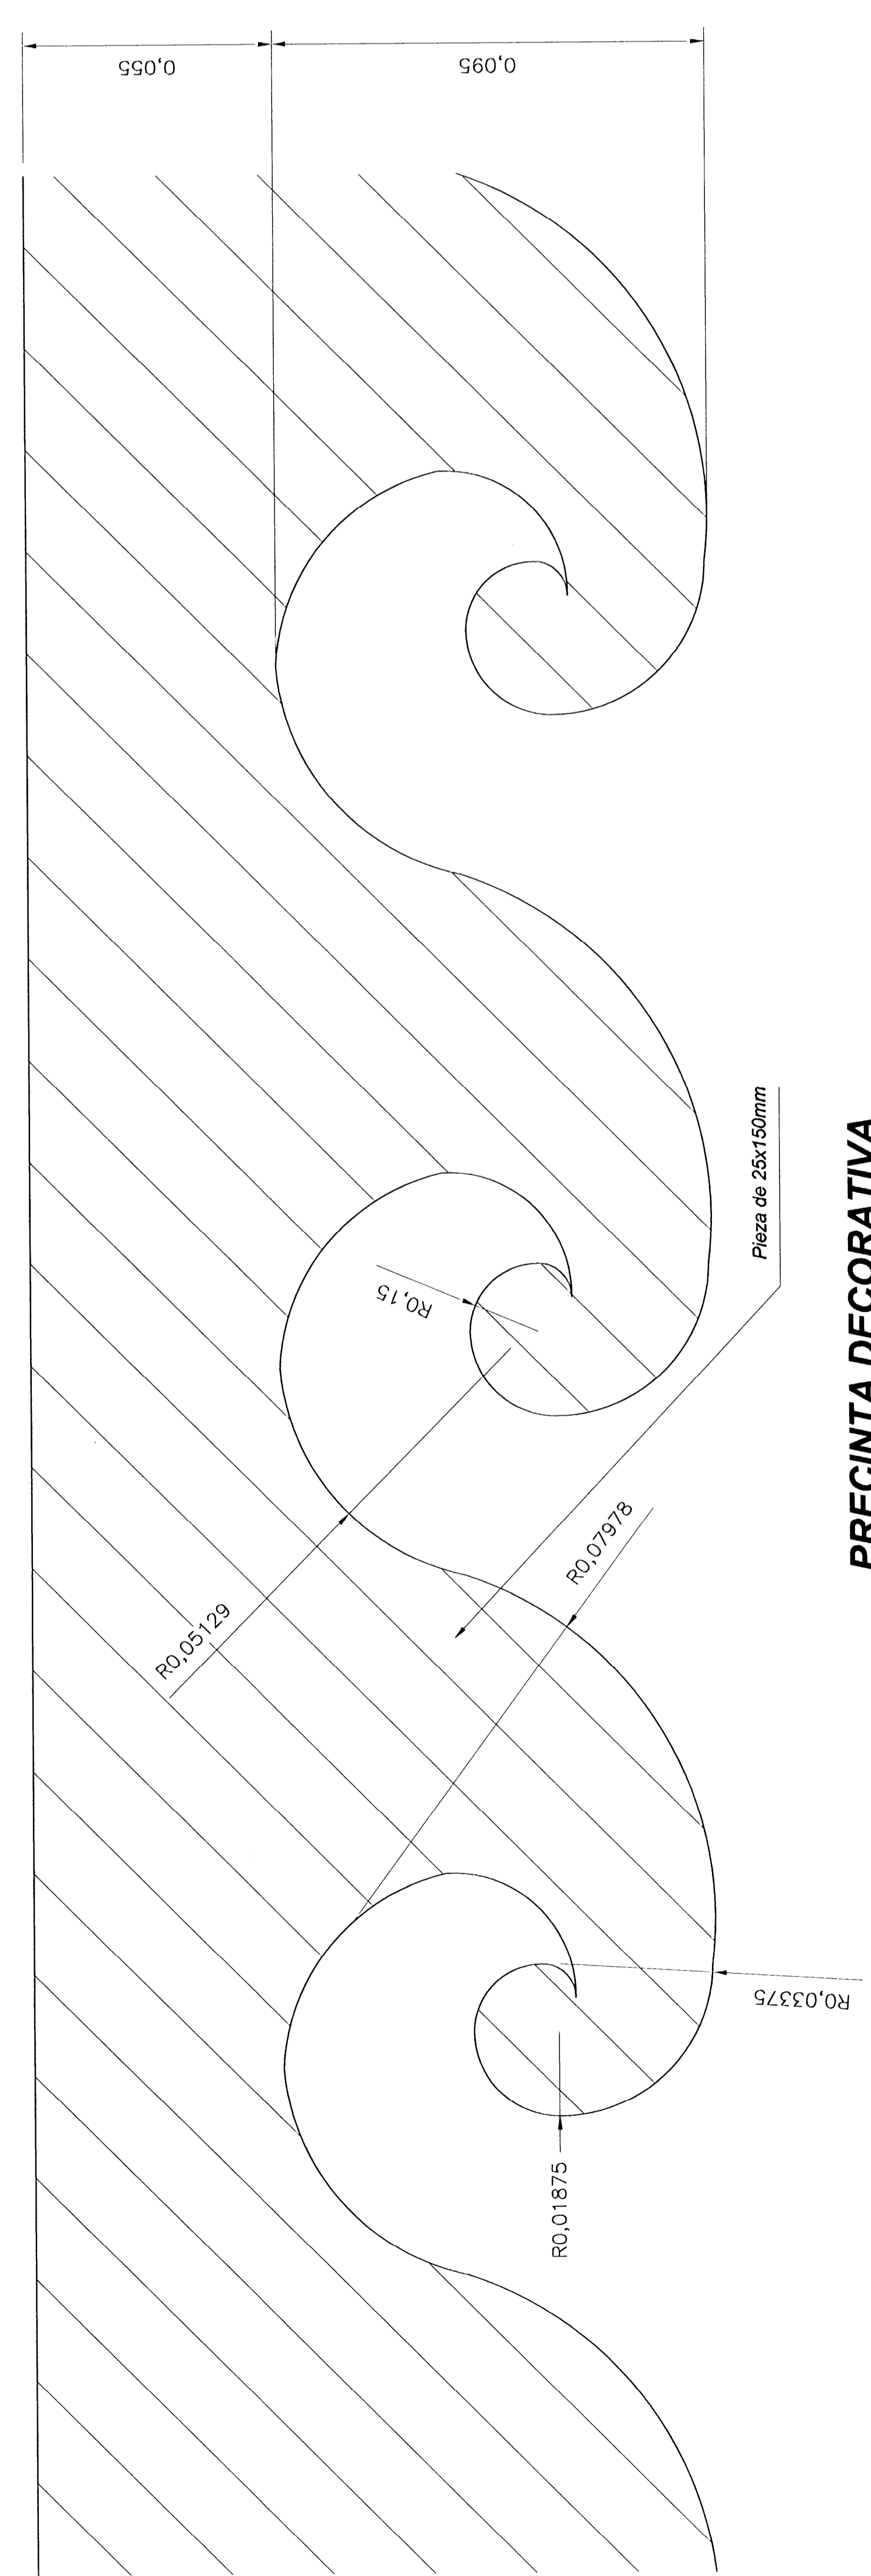 0,055
0,095
R0,15
R0,05129
R0,07978
R0,03375
R0,01875
Pieza de 25x150mm
PRECINTA DECORATIVA